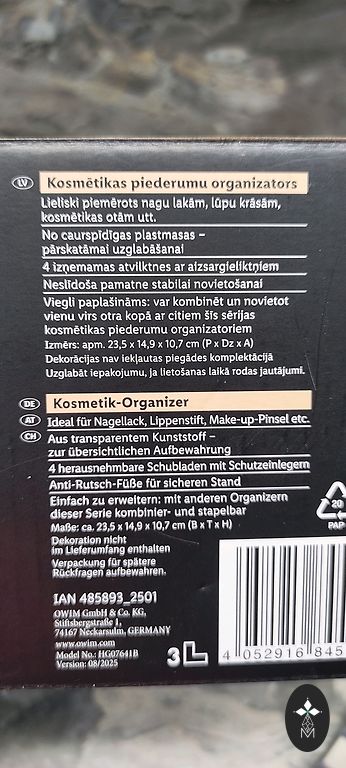 LV
Kosmētikas piederumu organizators
Lieliski piemērots nagu lakām, lūpu krāsām,
kosmētikas otām utt.
No caurspīdīgas plastmasas –
pārskatāmai uzglabāšanai
4 izņemamas atvilktnes ar aizsargieliktņiem
Neslīdoša pamatne stabilai novietošanai
Viegli paplašināms: var kombinēt un novietot
vienu virs otra kopā ar citiem šīs sērijas
kosmētikas piederumu organizatoriem
Izmērs: apm. 23,5 x 14,9 x 10,7 cm (P x Dz x A)
Dekorācijas nav iekļautas piegādes komplektācijā
Uzglabāt iepakojumu, ja lietošanas laikā rodas jautājumi.
DE
AT
CH
Kosmetik-Organizer
Ideal für Nagellack, Lippenstift, Make-up-Pinsel etc.
Aus transparentem Kunststoff –
zur übersichtlichen Aufbewahrung
4 herausnehmbare Schubladen mit Schutzeinlegern
Anti-Rutsch-Füße für sicheren Stand
Einfach zu erweitern: mit anderen Organizern
dieser Serie kombinier- und stapelbar
Maße: ca. 23,5 x 14,9 x 10,7 cm (B x T x H)
Dekoration nicht
im Lieferumfang enthalten
Verpackung für spätere
Rückfragen aufbewahren.
20
PAP
IAN 485893_2501
OWIM GmbH & Co. KG,
Stiftsbergstraße 1,
74167 Neckarsulm, GERMANY
www.owim.com
Model No.: HG07641B
Version: 08/2025
3L
4 052916 845